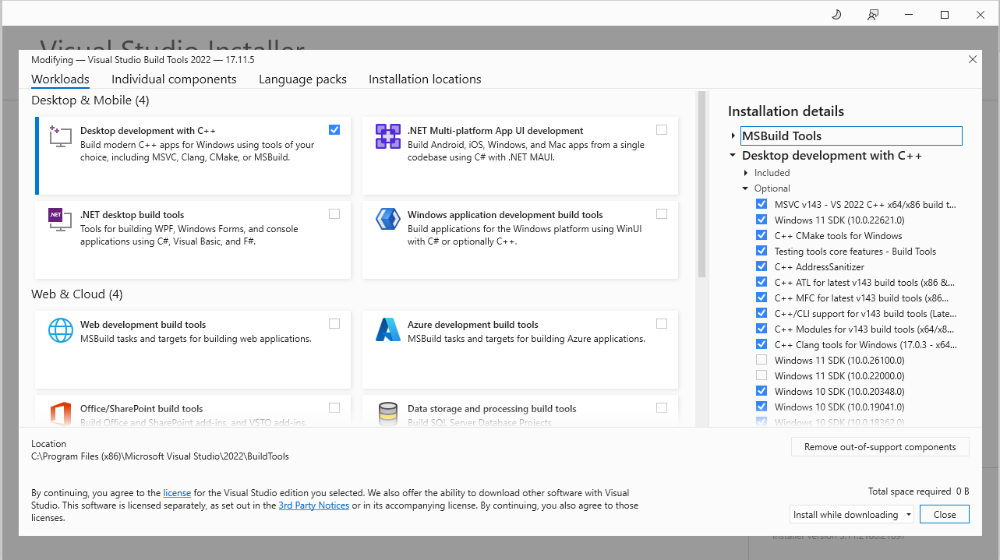 Visual Studio Installer
Modifying — Visual Studio Build Tools 2022 — 17.11.5
Workloads Individual components Language packs Installation locations
Desktop & Mobile (4)
Desktop development with C++
Build modern C++ apps for Windows using tools of your
choice, including MSVC, Clang, CMake, or MSBuild.
.NET Multi-platform App UI development
Build Android, iOS, Windows, and Mac apps from a single
codebase using C# with .NET MAUI.
.NET
.NET desktop build tools
Tools for building WPF, Windows Forms, and console
applications using C#, Visual Basic, and F#.
Windows application development build tools
Build applications for the Windows platform using WinUI
with C# or optionally C++.
Web & Cloud (4)
Web development build tools
MSBuild tasks and targets for building web applications.
Azure development build tools
MSBuild tasks and targets for building Azure applications.
Office/SharePoint build tools
Build Office and SharePoint add-ins, and VSTO add-ins.
Data storage and processing build tools
Build SQL Server Database Projects
Installation details
MSBuild Tools
Desktop development with C++
Included
Optional
MSVC v143 - VS 2022 C++ x64/x86 build t...
Windows 11 SDK (10.0.22621.0)
C++ CMake tools for Windows
Testing tools core features - Build Tools
C++ AddressSanitizer
C++ ATL for latest v143 build tools (x86 &...
C++ MFC for latest v143 build tools (x86...
C++/CLI support for v143 build tools (Late...
C++ Modules for v143 build tools (x64/x8...
C++ Clang tools for Windows (17.0.3 - x64...
Windows 11 SDK (10.0.26100.0)
Windows 11 SDK (10.0.22000.0)
Windows 10 SDK (10.0.20348.0)
Windows 10 SDK (10.0.19041.0)
Windows 10 SDK (10.0.18362.0)
Location
C:\Program Files (x86)\Microsoft Visual Studio\2022\BuildTools
Remove out-of-support components
By continuing, you agree to the license for the Visual Studio edition you selected. We also offer the ability to download other software with Visual
Studio. This software is licensed separately, as set out in the 3rd Party Notices or in its accompanying license. By continuing, you also agree to those
licenses.
Total space required 0 B
Install while downloading
Close